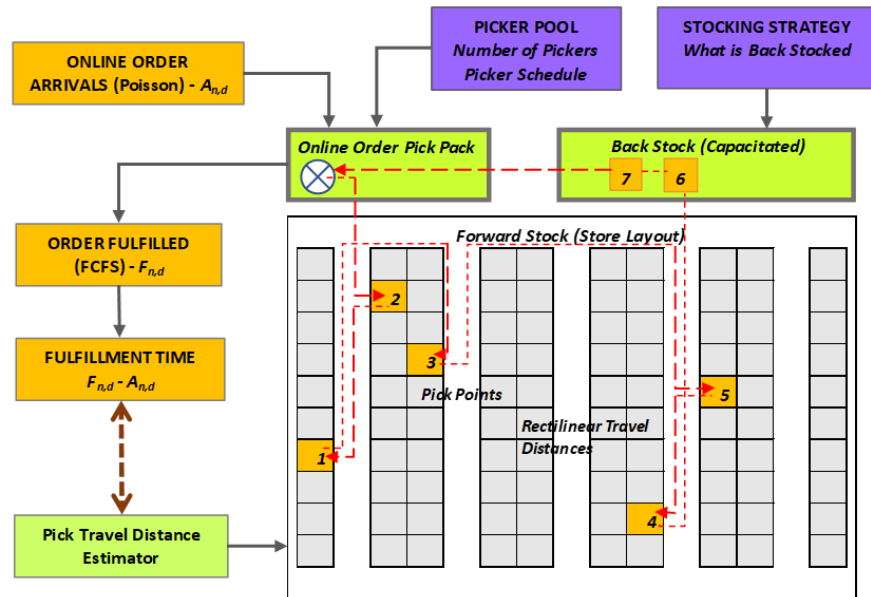 ONLINE ORDER
ARRIVALS (Poisson) - An,d
PICKER POOL
Number of Pickers
Picker Schedule
STOCKING STRATEGY
What is Back Stocked
Online Order Pick Pack
Back Stock (Capacitated)
7
6
ORDER FULFILLED
(FCFS) - Fn,d
Forward Stock (Store Layout)
2
3
FULFILLMENT TIME
Fn,d - An,d
Pick Points
5
Rectilinear Travel
Distances
1
4
Pick Travel Distance
Estimator